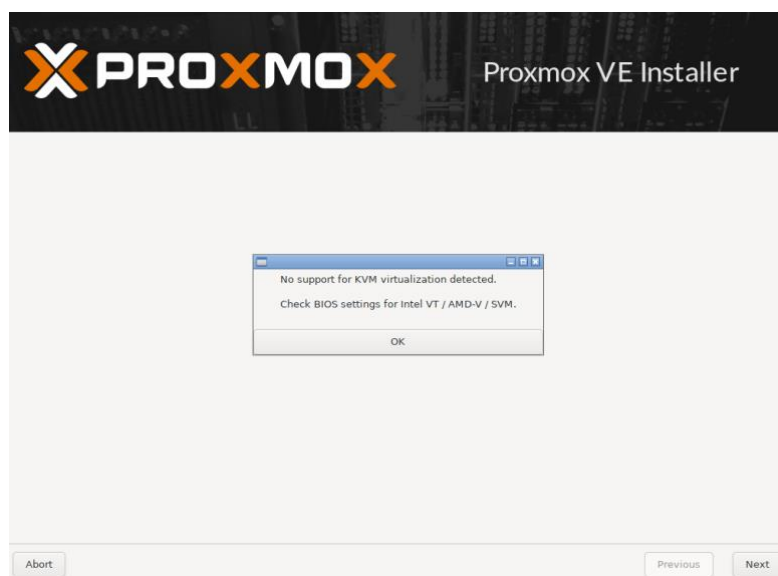 PROXMOX
Proxmox VE Installer
No support for KVM virtualization detected.
Check BIOS settings for Intel VT / AMD-V / SVM.
OK
Abort
Previous
Next